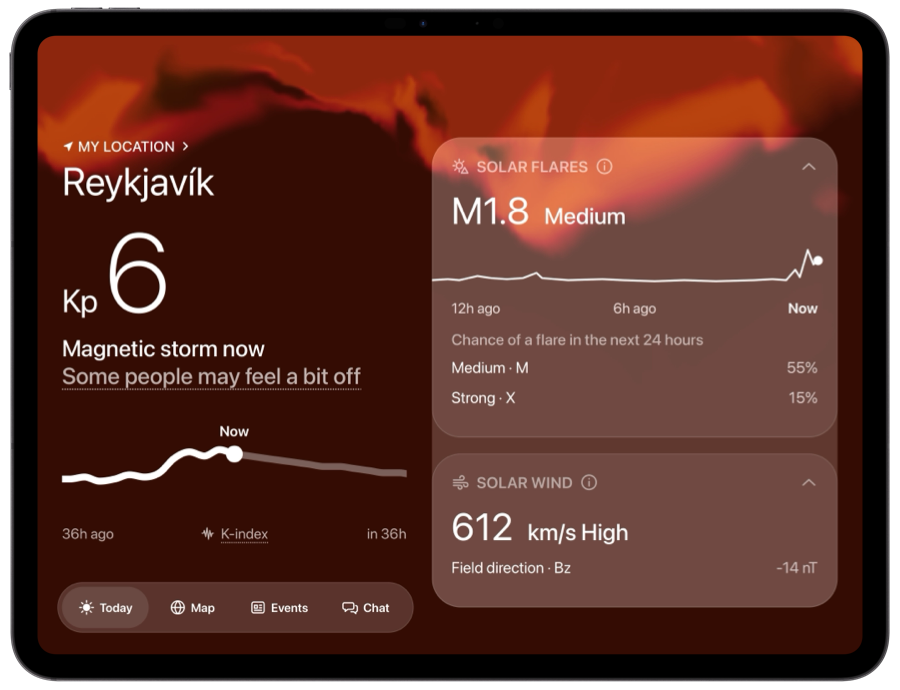 MY LOCATION
Reykjavík
Kp 6
Magnetic storm now
Some people may feel a bit off
Now
36h ago K-index in 36h
Today Map Events Chat
SOLAR FLARES
M1.8 Medium
12h ago 6h ago Now
Chance of a flare in the next 24 hours
Medium · M 55%
Strong · X 15%
SOLAR WIND
612 km/s High
Field direction · Bz -14 nT